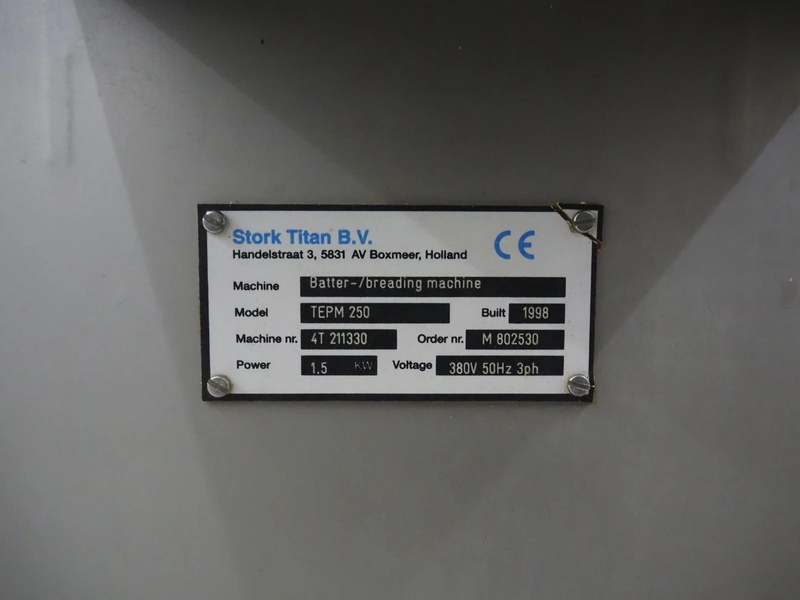 Stork Titan B.V. CE
Handelstraat 3, 5831 AV Boxmeer, Holland
Machine Batter-/breading machine
Model TEPM 250 Built 1998
Machine nr. 4T 211330 Order nr. M 802530
Power 1.5 KW Voltage 380V 50Hz 3ph